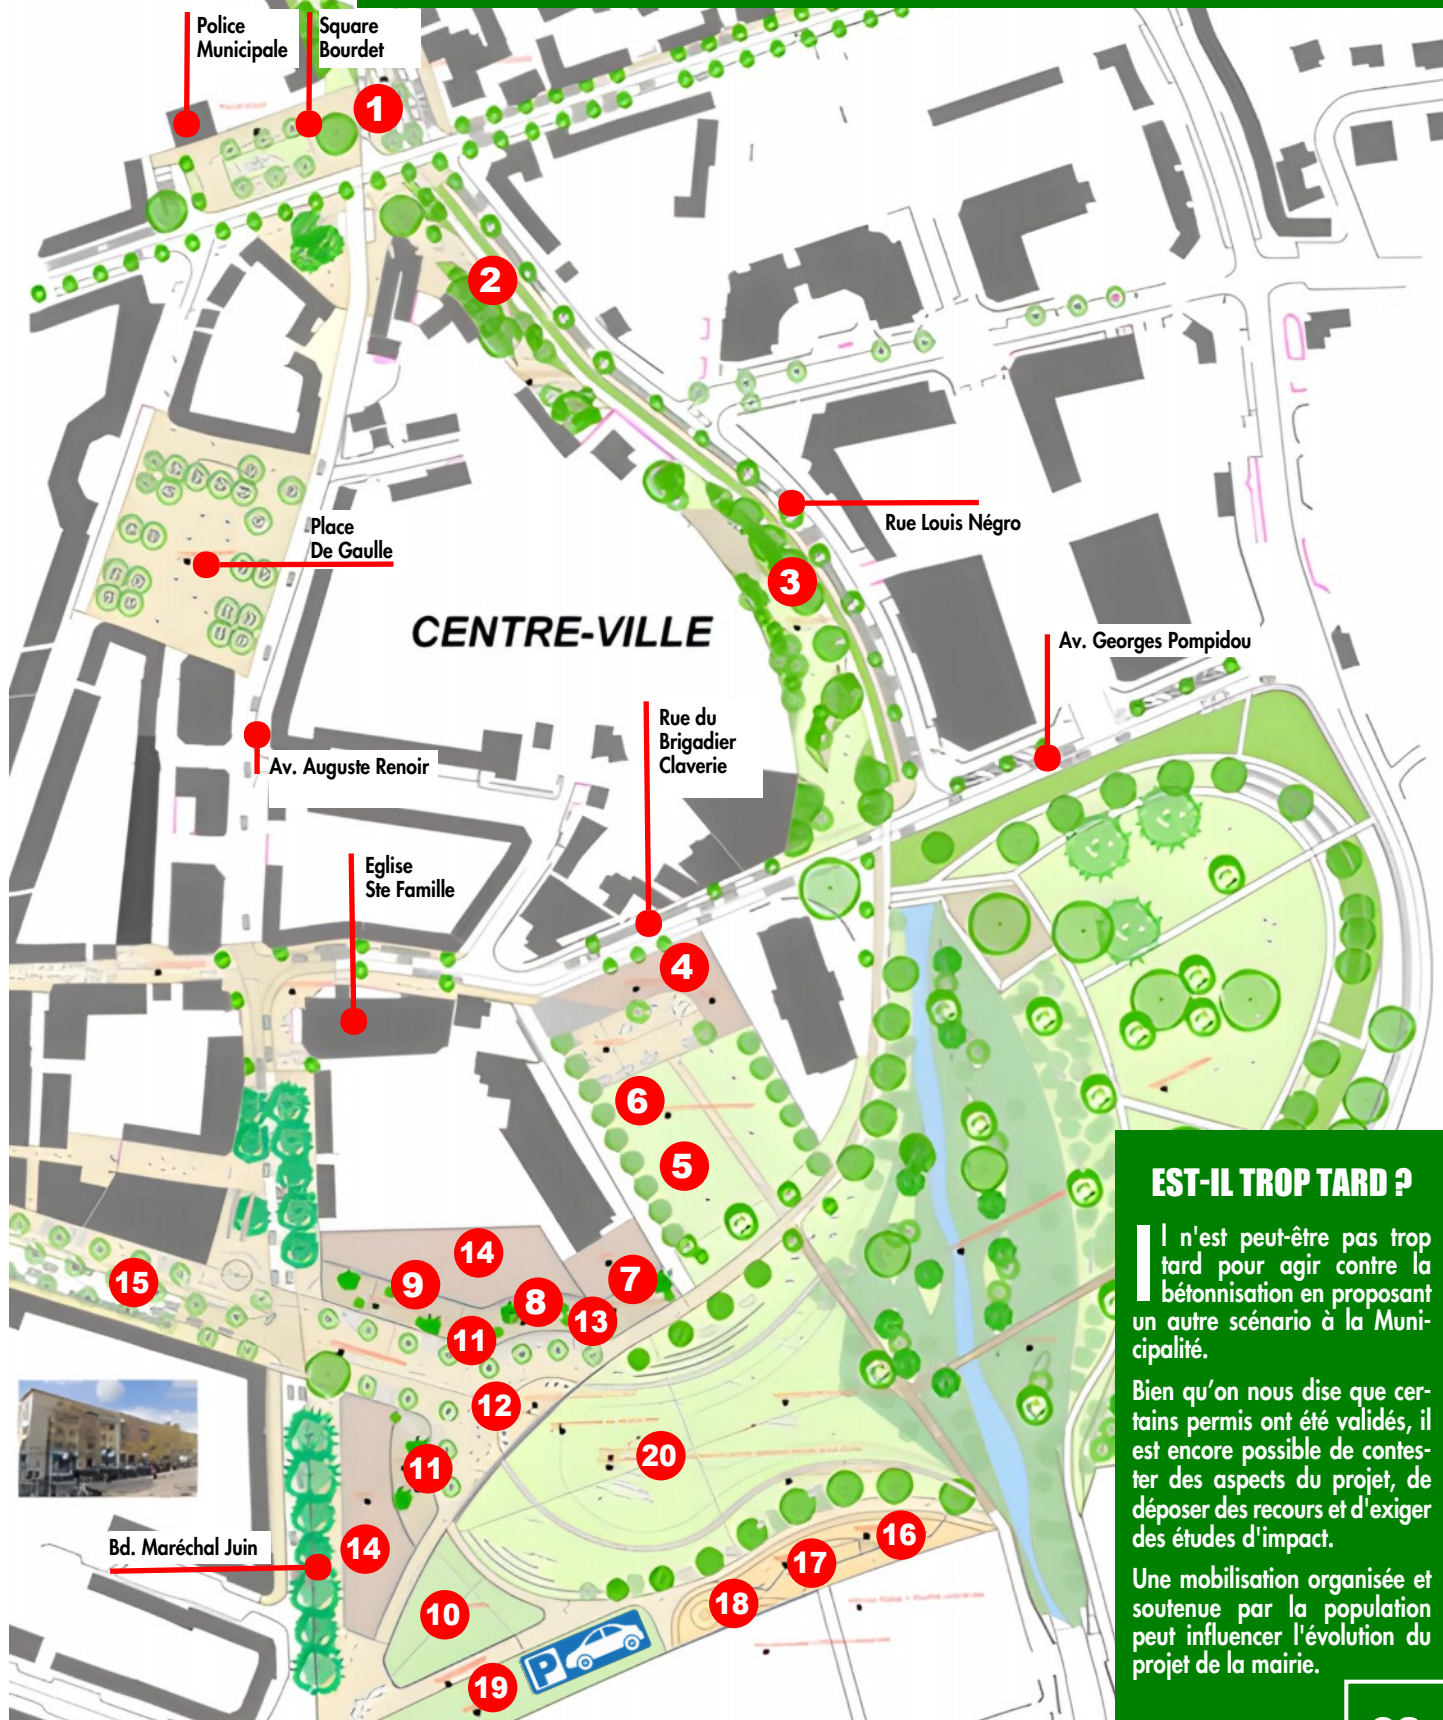 Police
Municipale
Square
Bourdet
1
2
Place
De Gaulle
Rue Louis Négro
3
CENTRE-VILLE
Av. Georges Pompidou
Rue du
Brigadier
Claverie
Av. Auguste Renoir
Eglise
Ste Famille
4
6
5
14
7
9
8
15
13
11
12
20
11
14
16
17
18
10
19
P
Bd. Maréchal Juin
EST-IL TROP TARD ?
Il n'est peut-être pas trop
tard pour agir contre la
bétonnisation en proposant
un autre scénario à la Muni-
cipalité.
Bien qu'on nous dise que cer-
tains permis ont été validés, il
est encore possible de contes-
ter des aspects du projet, de
déposer des recours et d'exiger
des études d'impact.
Une mobilisation organisée et
soutenue par la population
peut influencer l'évolution du
projet de la mairie.